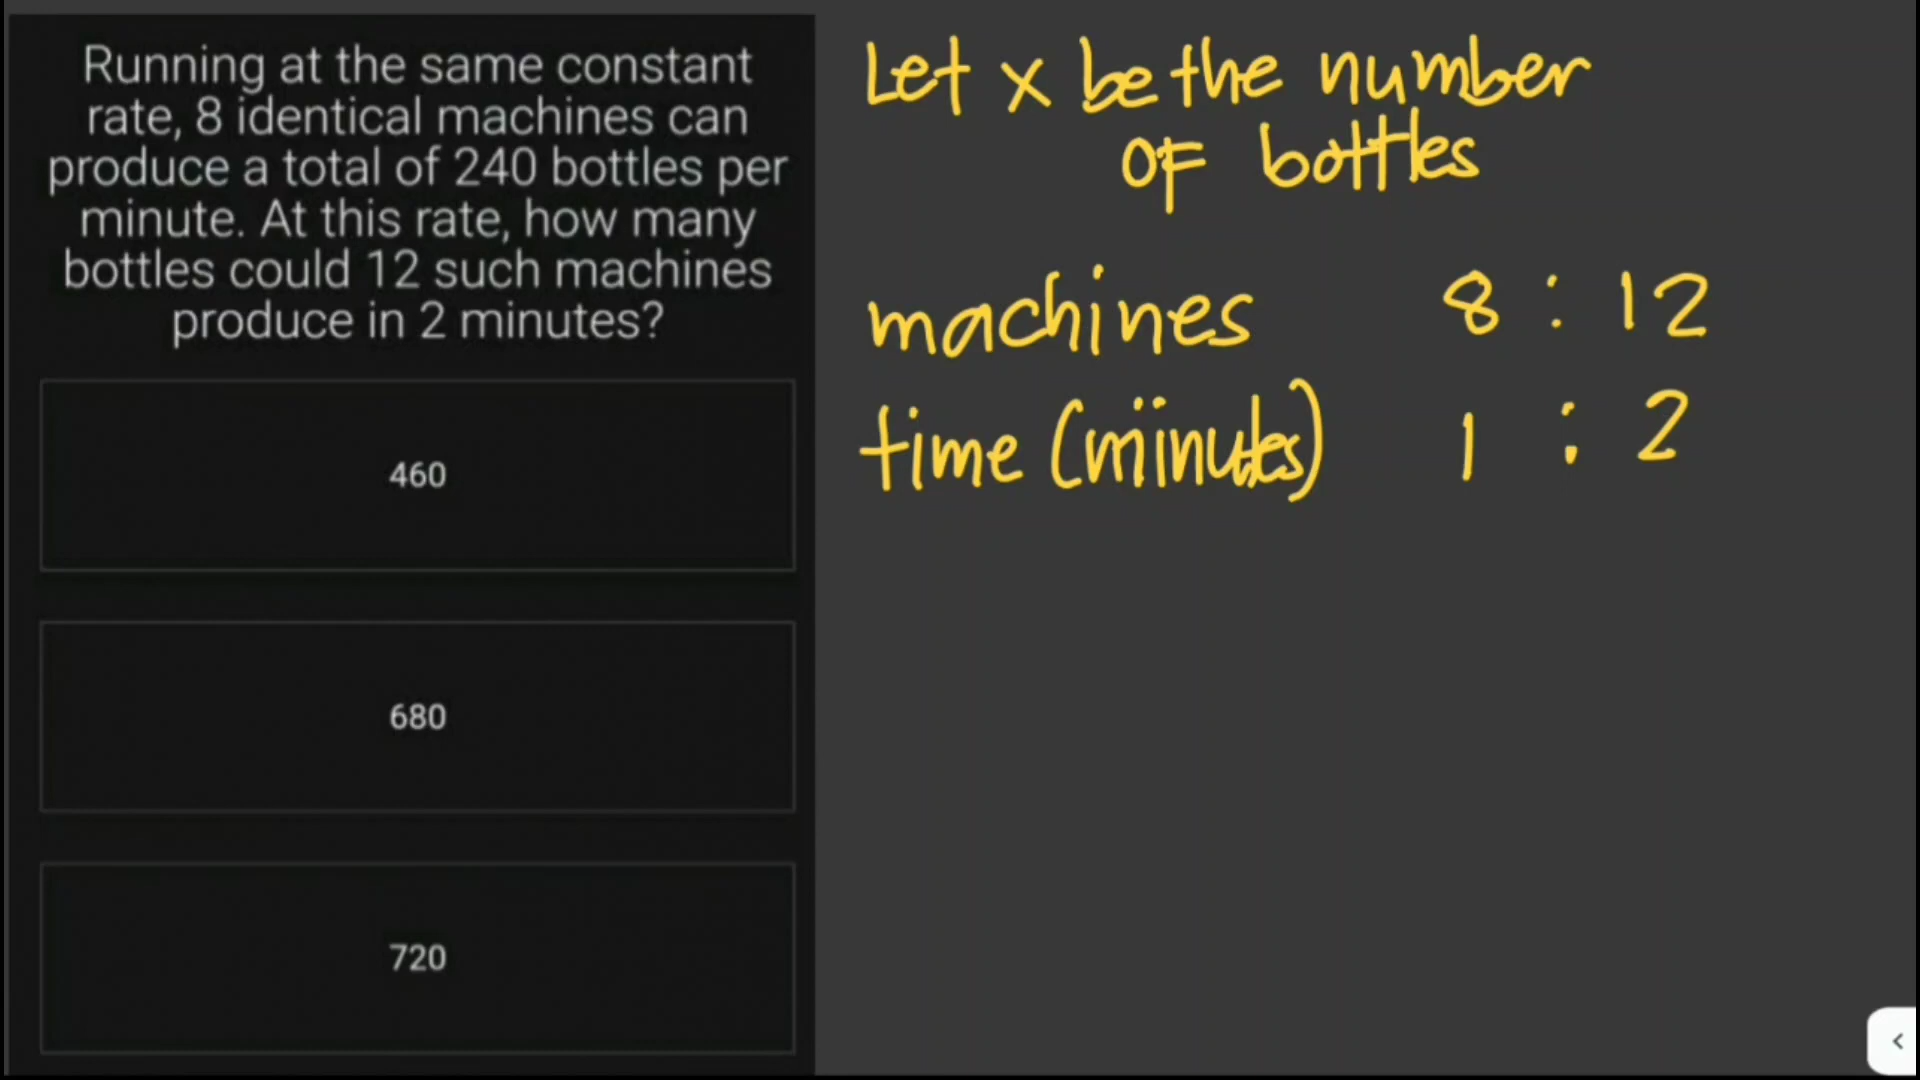 Running at the same constant
rate, 8 identical machines can
produce a total of 240 bottles per
minute. At this rate, how many
bottles could 12 such machines
produce in 2 minutes?
460
680
720
Let x be the number
of bottles
machines 8 : 12
time (minutes) 1 : 2
<